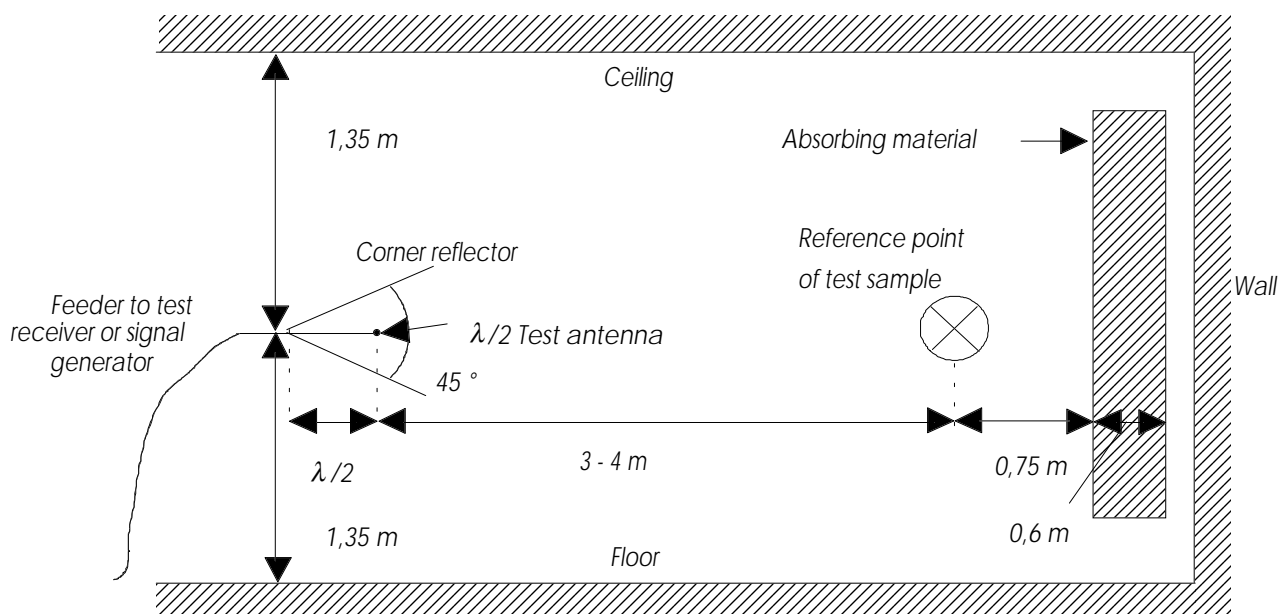 Ceiling
1,35 m
Absorbing material
Corner reflector
Reference point
of test sample
Wall
Feeder to test
receiver or signal
generator
λ/2 Test antenna
45 °
λ/2
3 - 4 m
0,75 m
1,35 m
0,6 m
Floor